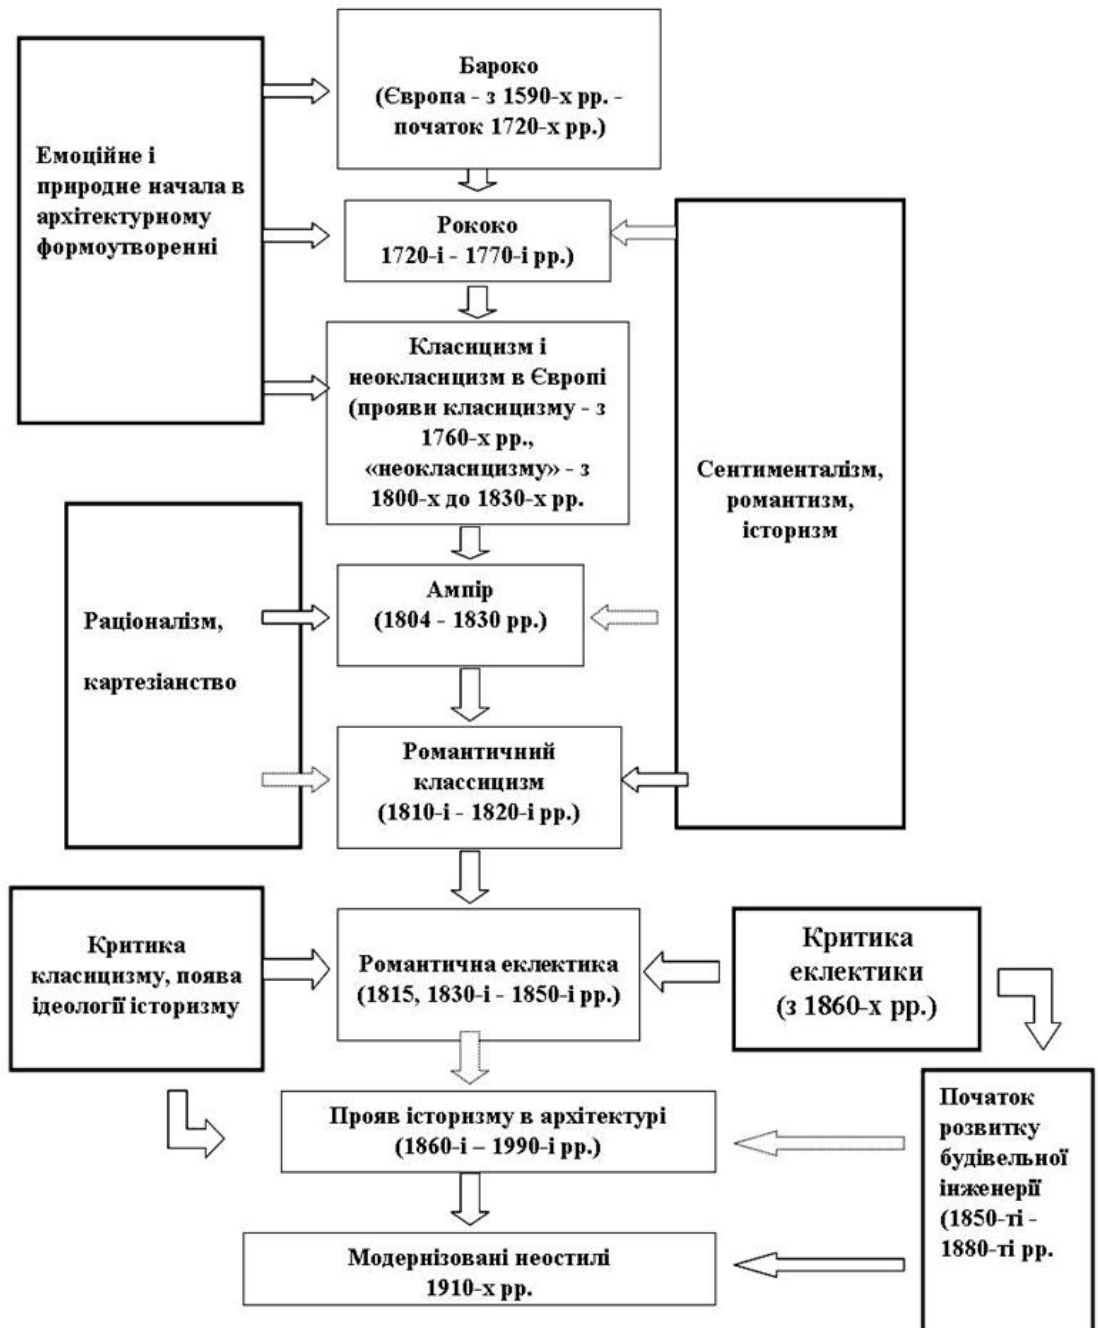 Бароко
(Європа - з 1590-х рр. -
початок 1720-х рр.)
Емоційне і
природне начала в
архітектурному
формоутворенні
Рококо
1720-і - 1770-і рр.)
Класицизм і
неокласицизм в Європі
(прояви класицизму - з
1760-х рр.,
«неокласицизму» - з
1800-х до 1830-х рр.
Сентименталізм,
романтизм,
історизм
Раціоналізм,
картезіанство
Ампір
(1804 - 1830 рр.)
Романтичний
классицизм
(1810-і - 1820-і рр.)
Критика
класицизму, поява
ідеології історизму
Романтична еклектика
(1815, 1830-і - 1850-і рр.)
Критика
еклектики
(з 1860-х рр.)
Прояв історизму в архітектурі
(1860-і – 1990-і рр.)
Початок
розвитку
будівельної
інженерії
(1850-ті -
1880-ті рр.
Модернізовані неостилі
1910-х рр.